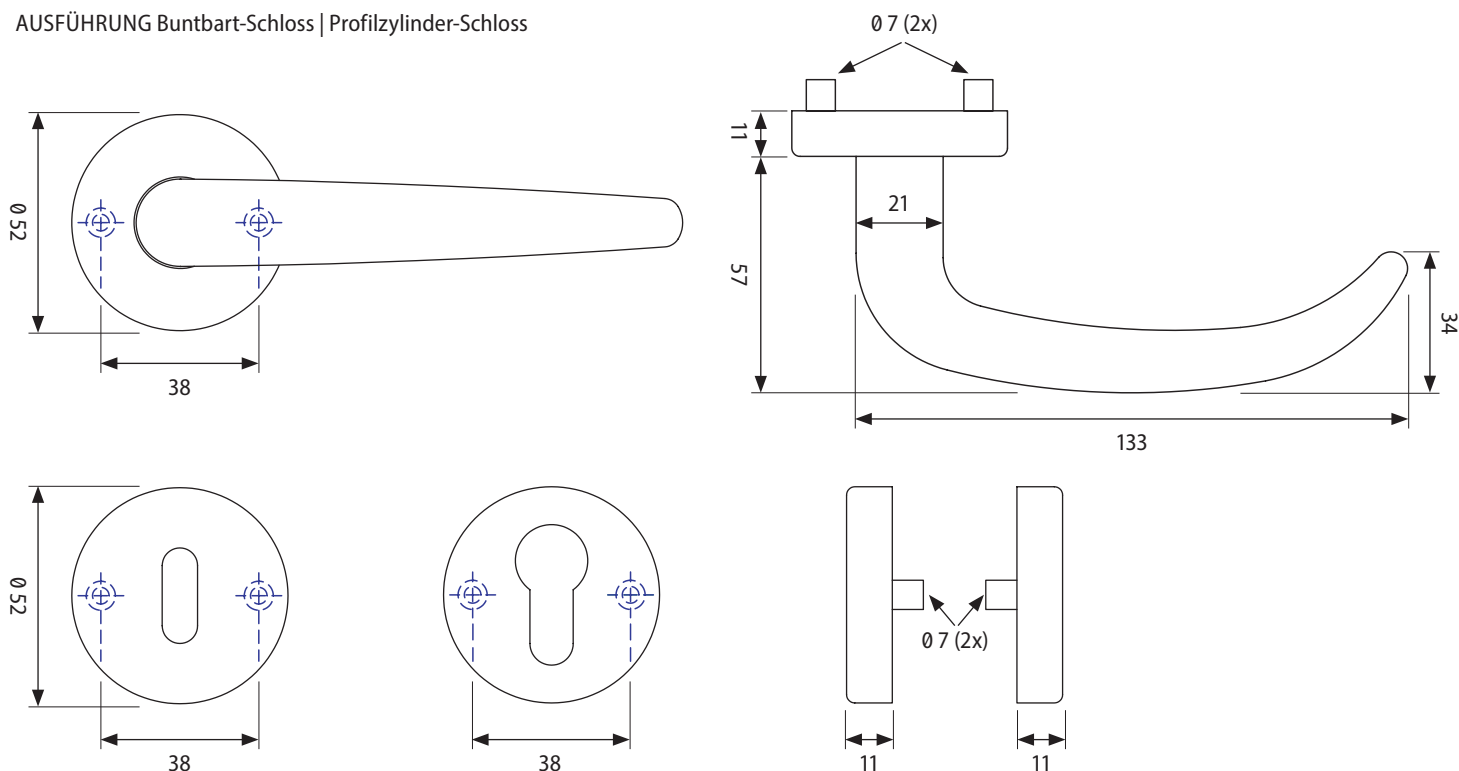 AUSFÜHRUNG Buntbart-Schloss | Profilzylinder-Schloss
Ø 7 (2x)
11
Ø 52
21
57
34
38
133
Ø 52
Ø 7 (2x)
38
38
11
11